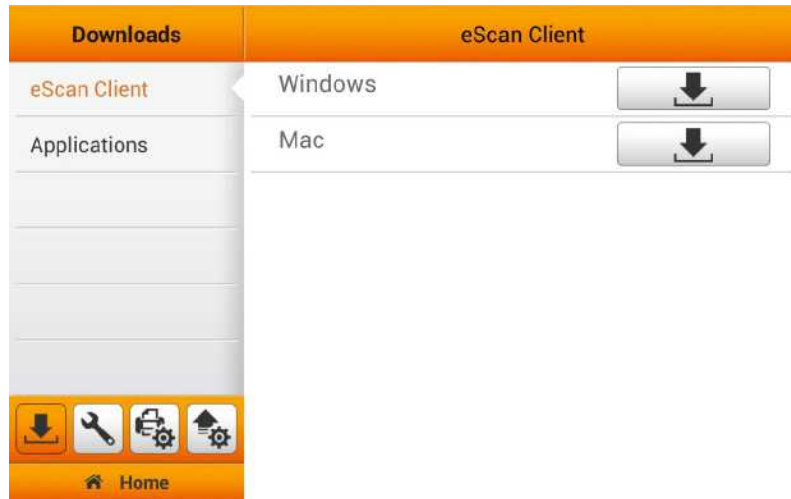 Downloads
eScan Client
eScan Client
Applications
Windows
Mac
Home